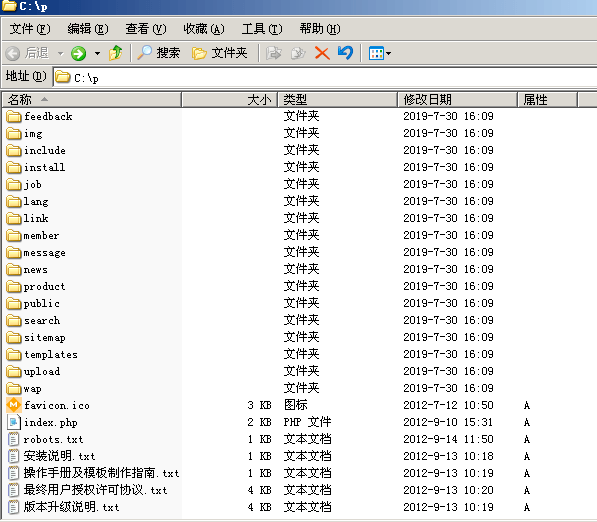 C:\p
文件(F) 编辑(E) 查看(V) 收藏(A) 工具(T) 帮助(H)
后退 搜索 文件夹
地址(D) C:\p
名称 大小 类型 修改日期 属性
feedback 文件夹 2019-7-30 16:09
img 文件夹 2019-7-30 16:09
include 文件夹 2019-7-30 16:09
install 文件夹 2019-7-30 16:09
job 文件夹 2019-7-30 16:09
lang 文件夹 2019-7-30 16:09
link 文件夹 2019-7-30 16:09
member 文件夹 2019-7-30 16:09
message 文件夹 2019-7-30 16:09
news 文件夹 2019-7-30 16:09
product 文件夹 2019-7-30 16:09
public 文件夹 2019-7-30 16:09
search 文件夹 2019-7-30 16:09
sitemap 文件夹 2019-7-30 16:09
templates 文件夹 2019-7-30 16:09
upload 文件夹 2019-7-30 16:09
wap 文件夹 2019-7-30 16:09
favicon.ico 3 KB 图标 2012-7-12 10:50 A
index.php 2 KB PHP 文件 2012-9-10 15:31 A
robots.txt 1 KB 文本文档 2012-9-14 11:50 A
安装说明.txt 1 KB 文本文档 2012-9-13 10:18 A
操作手册及模板制作指南.txt 1 KB 文本文档 2012-9-13 10:19 A
最终用户授权许可协议.txt 4 KB 文本文档 2012-9-13 10:20 A
版本升级说明.txt 4 KB 文本文档 2012-9-13 10:19 A